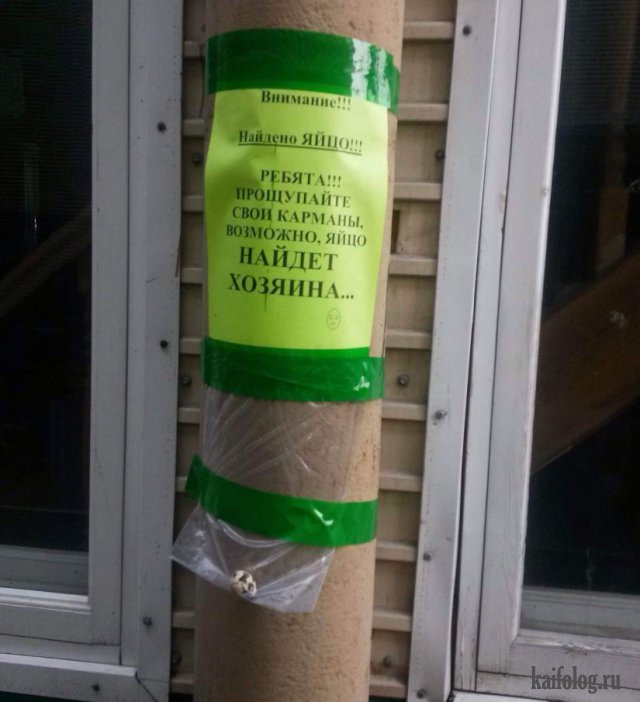 Внимание!!!
Найдено ЯЙЦО!!!
РЕБЯТА!!!
ПРОЩУПАЙТЕ
СВОИ КАРМАНЫ,
ВОЗМОЖНО, ЯЙЦО
НАЙДЕТ
ХОЗЯИНА...
kaifolog.ru